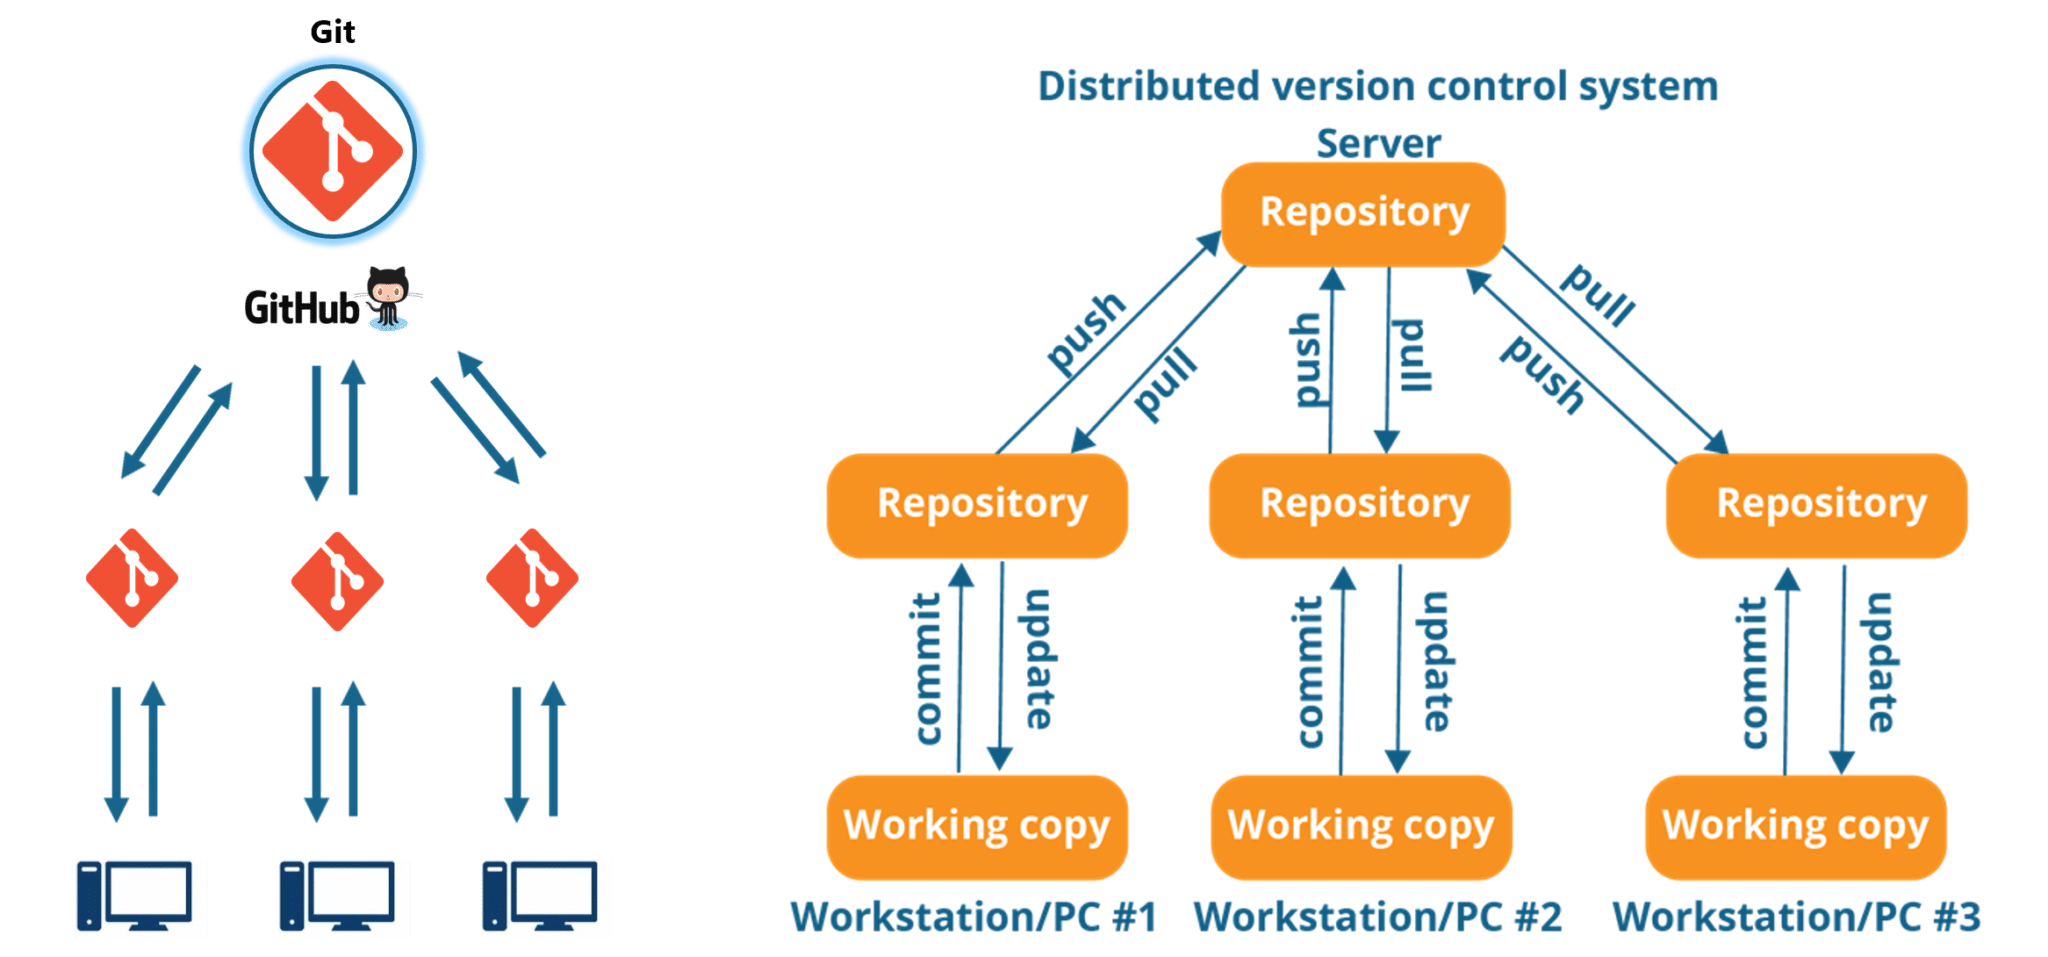 Git
GitHub
Distributed version control system
Server
Repository
push
pull
push
pull
push
pull
Repository
Repository
Repository
commit
update
commit
update
commit
update
Working copy
Working copy
Working copy
Workstation/PC #1
Workstation/PC #2
Workstation/PC #3